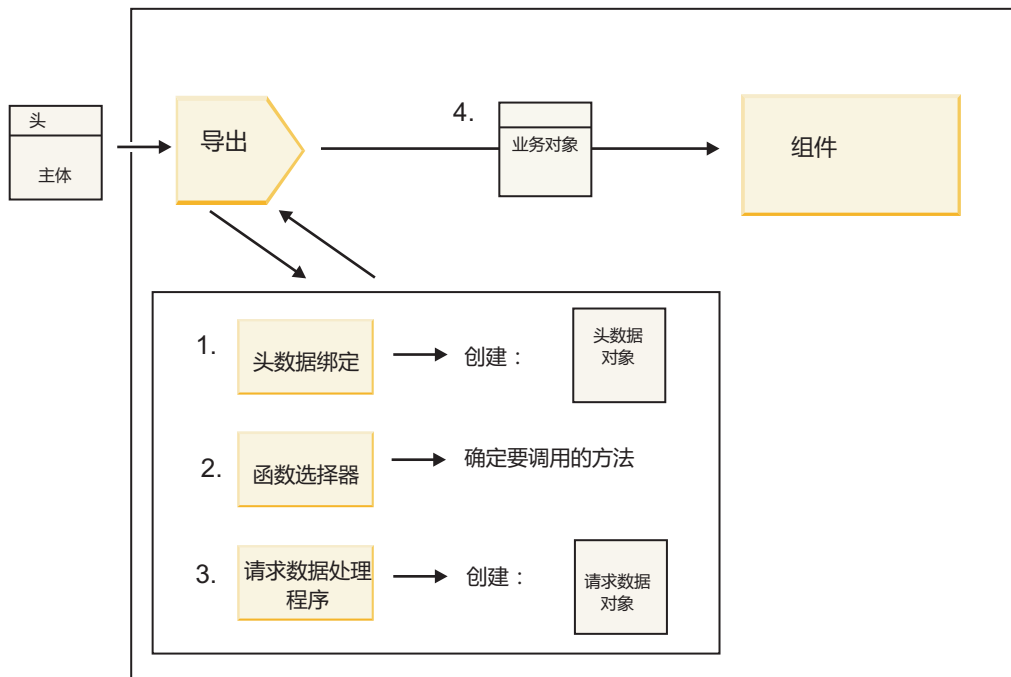 头
主体
导出
4.
业务对象
组件
1.
头数据绑定
创建：
头数据
对象
2.
函数选择器
确定要调用的方法
3.
请求数据处理
程序
创建：
请求数据
对象